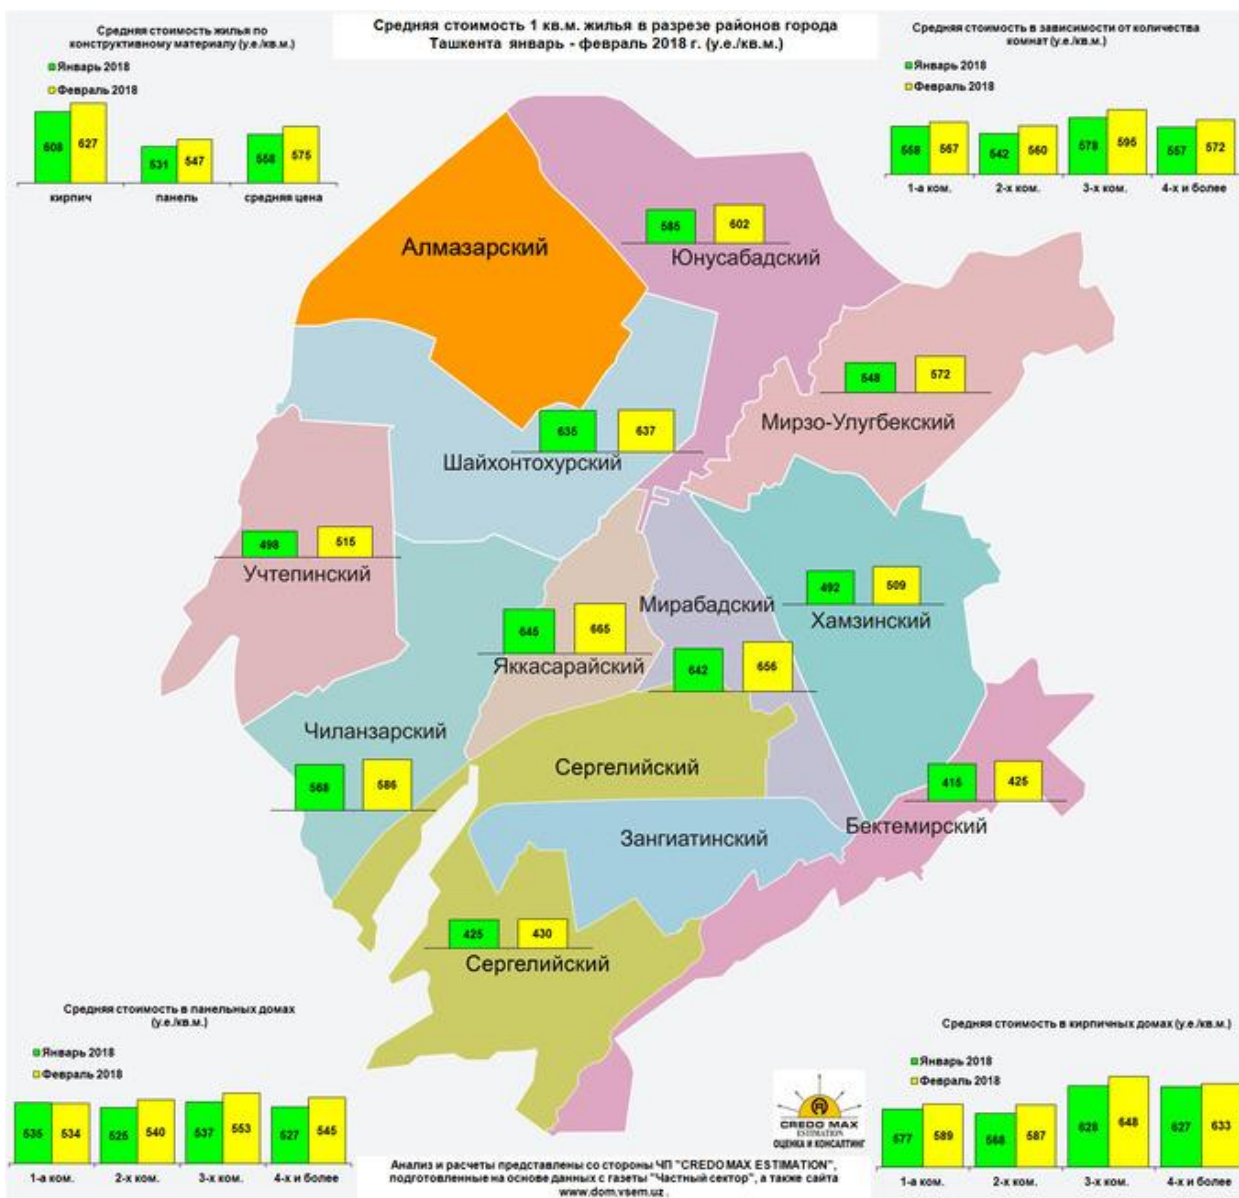 Средняя стоимость 1 кв.м. жилья в разрезе районов города
Ташкента январь - февраль 2018 г. (у.е./кв.м.)
Средняя стоимость жилья по
конструктивному материалу (у.е./кв.м.)
Январь 2018
Февраль 2018
608 627 531 547 558 575
кирпич панель средняя цена
Средняя стоимость в зависимости от количества
комнат (у.е./кв.м.)
Январь 2018
Февраль 2018
558 567 542 560 578 595 557 572
1-а ком. 2-х ком. 3-х ком. 4-х и более
Алмазарский
585 602
Юнусабадский
548 572
Мирзо-Улугбекский
635 637
Шайхонтохурский
498 515
Учтепинский
492 509
Хамзинский
Мирабадский
642 656
645 665
Яккасарайский
Чиланзарский
568 586
Сергелийский
415 425
Бектемирский
Зангиатинский
425 430
Сергелийский
Средняя стоимость в панельных домах
(у.е./кв.м.)
Январь 2018
Февраль 2018
535 534 525 540 537 553 527 545
1-а ком. 2-х ком. 3-х ком. 4-х и более
Средняя стоимость в кирпичных домах (у.е./кв.м.)
Январь 2018
Февраль 2018
577 589 568 587 628 648 627 633
1-а ком. 2-х ком. 3-х ком. 4-х и более
CREDO MAX
ESTIMATION
ОЦЕНКА И КОНСАЛТИНГ
Анализ и расчеты представлены со стороны ЧП "CREDO MAX ESTIMATION",
подготовленные на основе данных с газеты "Частный сектор", а также сайта
www.dom.vsem.uz.